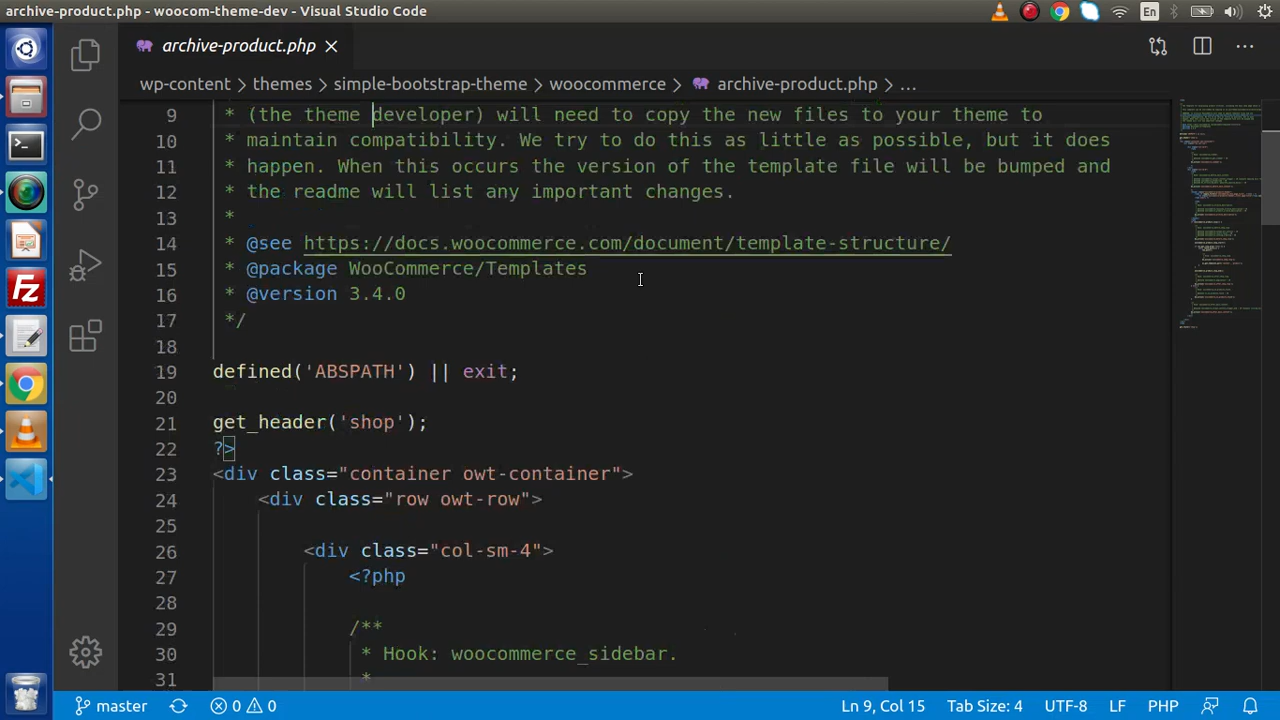 archive-product.php - woocom-theme-dev - Visual Studio Code
En
archive-product.php
wp-content > themes > simple-bootstrap-theme > woocommerce > archive-product.php > ...
9 * (the theme developer) will need to copy the new files to your theme to
10 * maintain compatibility. We try to do this as little as possible, but it does
11 * happen. When this occurs the version of the template file will be bumped and
12 * the readme will list any important changes.
13 *
14 * @see https://docs.woocommerce.com/document/template-structure/
15 * @package WooCommerce/Templates
16 * @version 3.4.0
17 */
18
19 defined('ABSPATH') || exit;
20
21 get_header('shop');
22 ?>
23 <div class="container owt-container">
24 <div class="row owt-row">
25
26 <div class="col-sm-4">
27 <?php
28
29 /**
30 * Hook: woocommerce_sidebar.
31 *
master 0 0 Ln 9, Col 15 Tab Size: 4 UTF-8 LF PHP